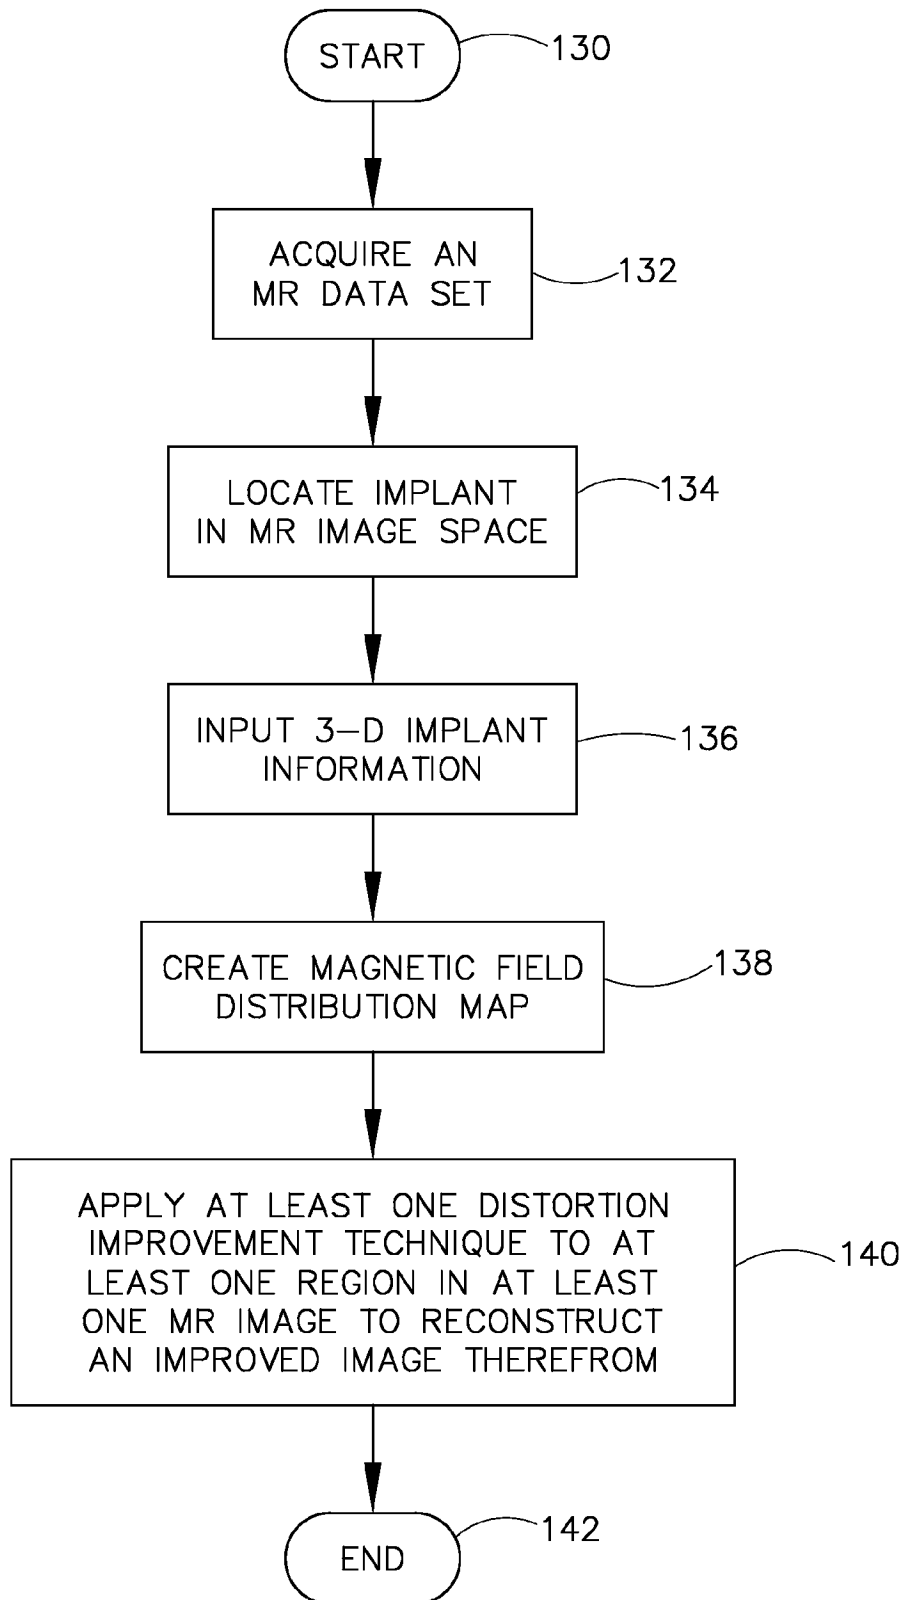 START
130
ACQUIRE AN
MR DATA SET
132
LOCATE IMPLANT
IN MR IMAGE SPACE
134
INPUT 3-D IMPLANT
INFORMATION
136
CREATE MAGNETIC FIELD
DISTRIBUTION MAP
138
APPLY AT LEAST ONE DISTORTION
IMPROVEMENT TECHNIQUE TO AT
LEAST ONE REGION IN AT LEAST
ONE MR IMAGE TO RECONSTRUCT
AN IMPROVED IMAGE THEREFROM
140
END
142